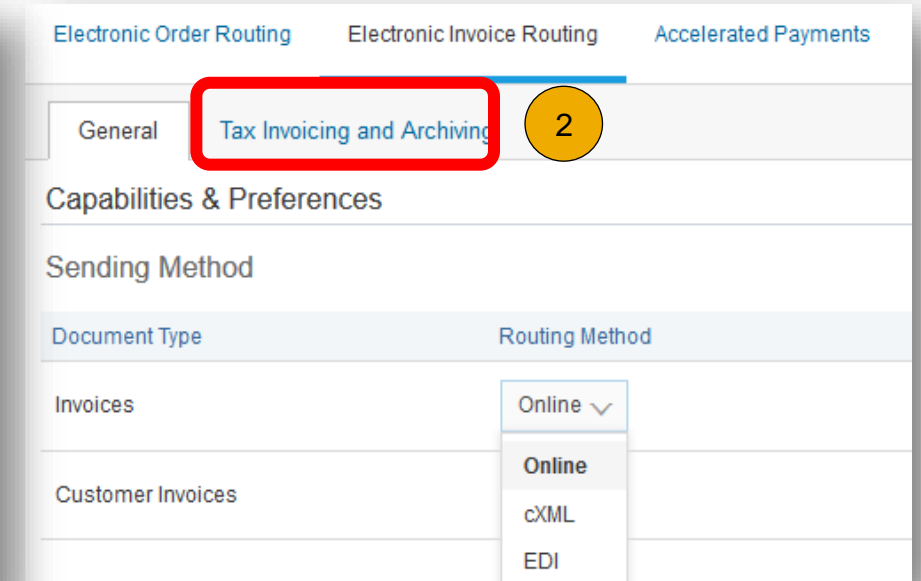 Electronic Order Routing Electronic Invoice Routing Accelerated Payments
General Tax Invoicing and Archiving 2
Capabilities & Preferences
Sending Method
Document Type Routing Method
Invoices Online
Online
Customer Invoices
cXML
EDI